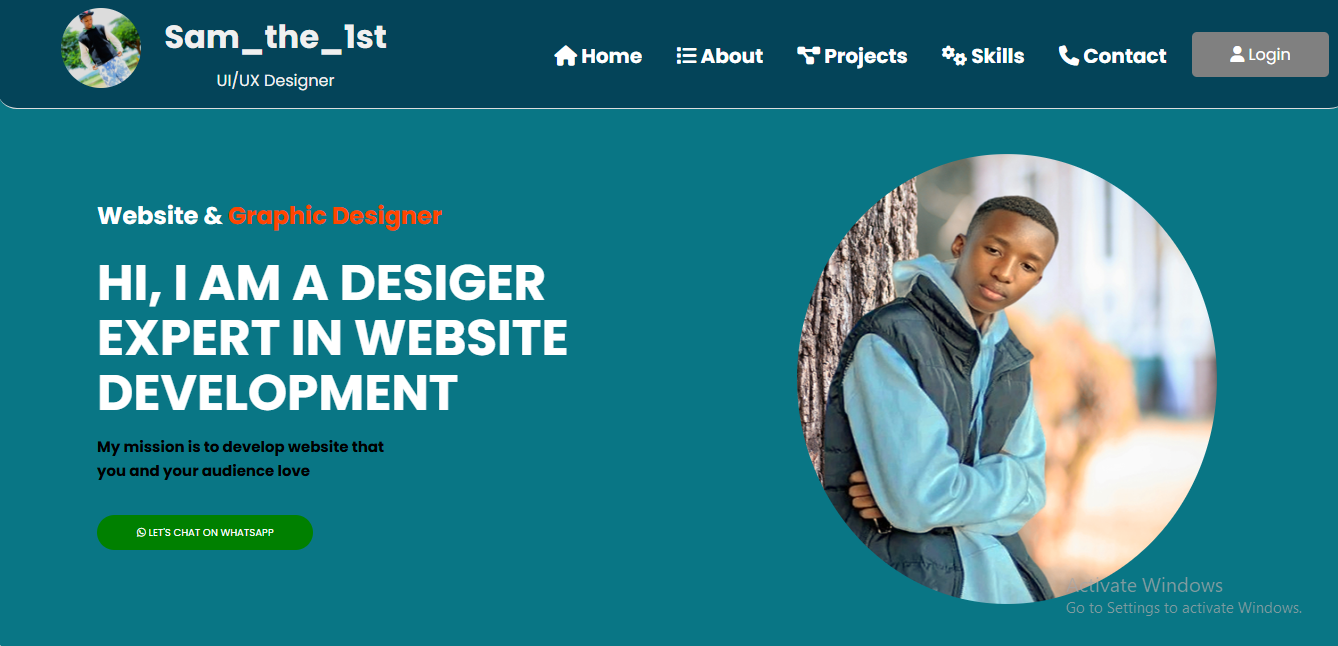 Sam_the_1st
UI/UX Designer
Home
About
Projects
Skills
Contact
Login
Website & Graphic Designer
HI, I AM A DESIGER
EXPERT IN WEBSITE
DEVELOPMENT
My mission is to develop website that
you and your audience love
LET'S CHAT ON WHATSAPP
Activate Windows
Go to Settings to activate Windows.